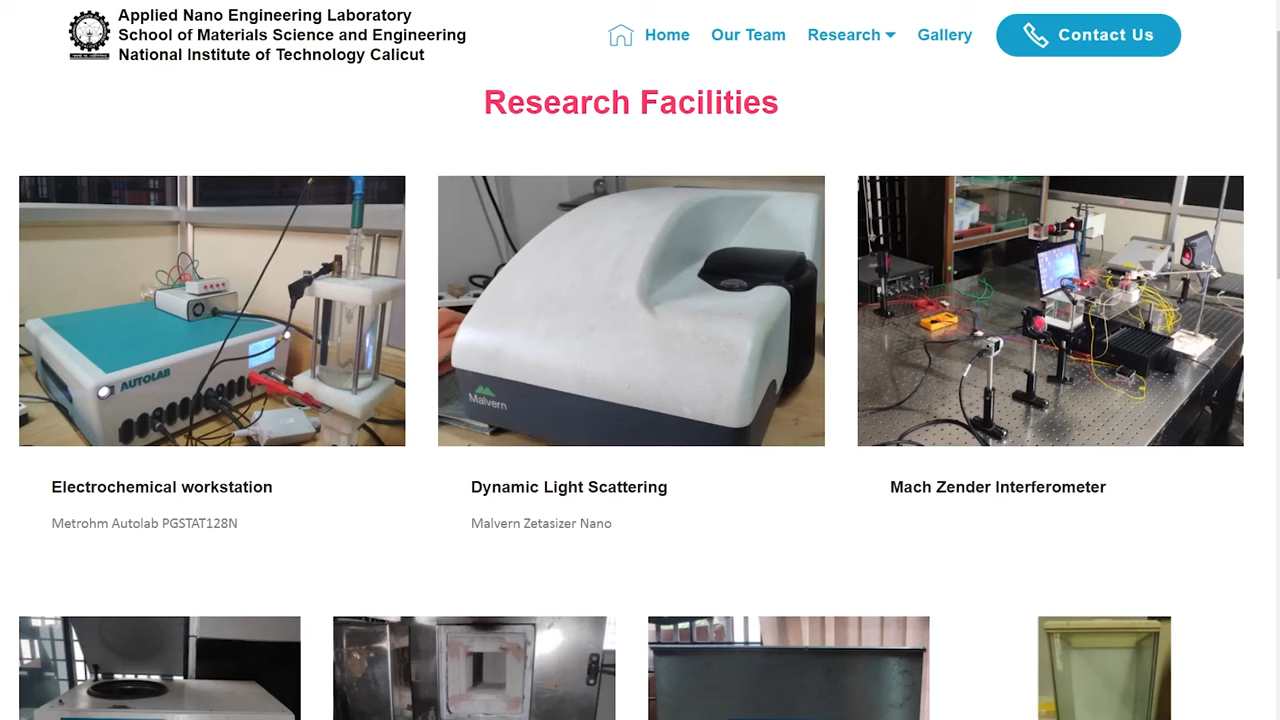 Applied Nano Engineering Laboratory
School of Materials Science and Engineering
National Institute of Technology Calicut
Home
Our Team
Research
Gallery
Contact Us
Research Facilities
AUTOLAB
Malvern
Electrochemical workstation
Dynamic Light Scattering
Mach Zender Interferometer
Metrohm Autolab PGSTAT128N
Malvern Zetasizer Nano